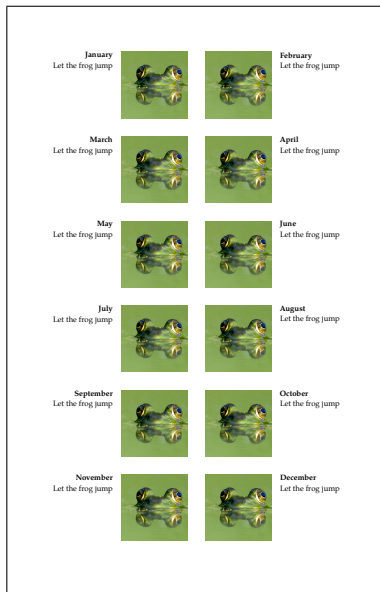 January
Let the frog jump
February
Let the frog jump
March
Let the frog jump
April
Let the frog jump
May
Let the frog jump
June
Let the frog jump
July
Let the frog jump
August
Let the frog jump
September
Let the frog jump
October
Let the frog jump
November
Let the frog jump
December
Let the frog jump